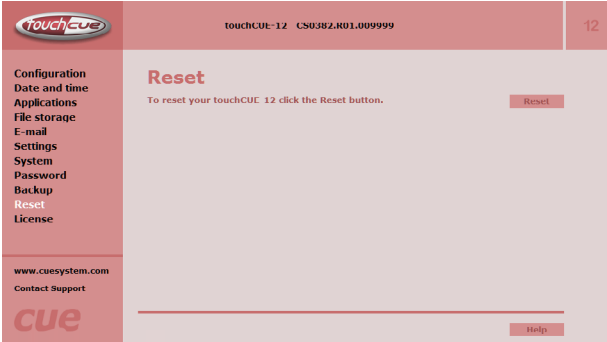 touchcue
touchCUE-12 CS0382.R01.009999
12
Configuration
Date and time
Applications
File storage
E-mail
Settings
System
Password
Backup
Reset
License
www.cuesystem.com
Contact Support
cue
Reset
To reset your touchCUE 12 click the Reset button.
Reset
Help